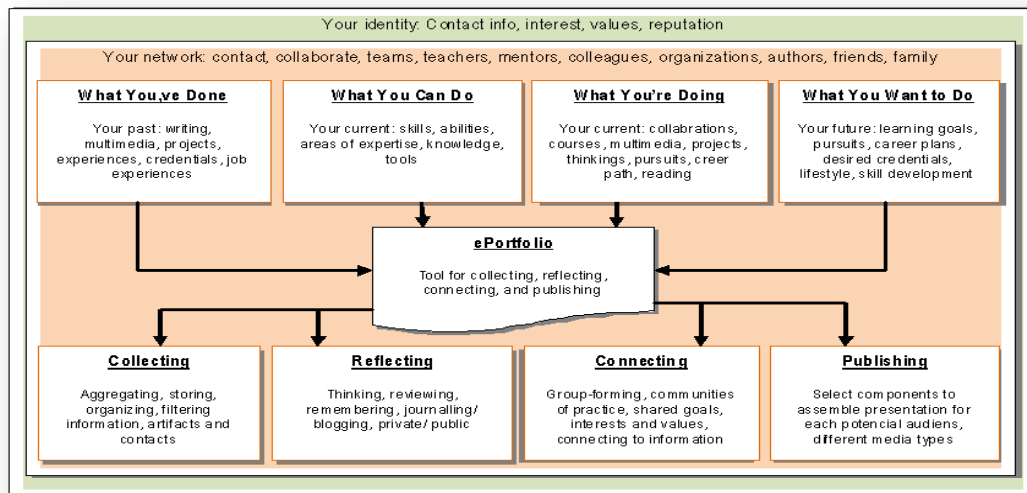 Your identity: Contact info, interest, values, reputation
Your network: contact, collaborate, teams, teachers, mentors, colleagues, organizations, authors, friends, family
What You,ve Done
Your past: writing,
multimedia, projects,
experiences, credentials, job
experiences
What You Can Do
Your current: skills, abilities,
areas of expertise, knowledge,
tools
What You're Doing
Your current: collabrations,
courses, multimedia, projects,
thinkings, pursuits, creer
path, reading
What You Want to Do
Your future: learning goals,
pursuits, career plans,
desired credentials,
lifestyle, skill development
ePortfolio
Tool for collecting, reflecting,
connecting, and publishing
Collecting
Aggregating, storing,
organizing, filtering
information, artifacts and
contacts
Reflecting
Thinking, reviewing,
remembering, journalling/
blogging, private/ public
Connecting
Group-forming, communities
of practice, shared goals,
interests and values,
connecting to information
Publishing
Select components to
assemble presentation for
each potencial audiens,
different media types